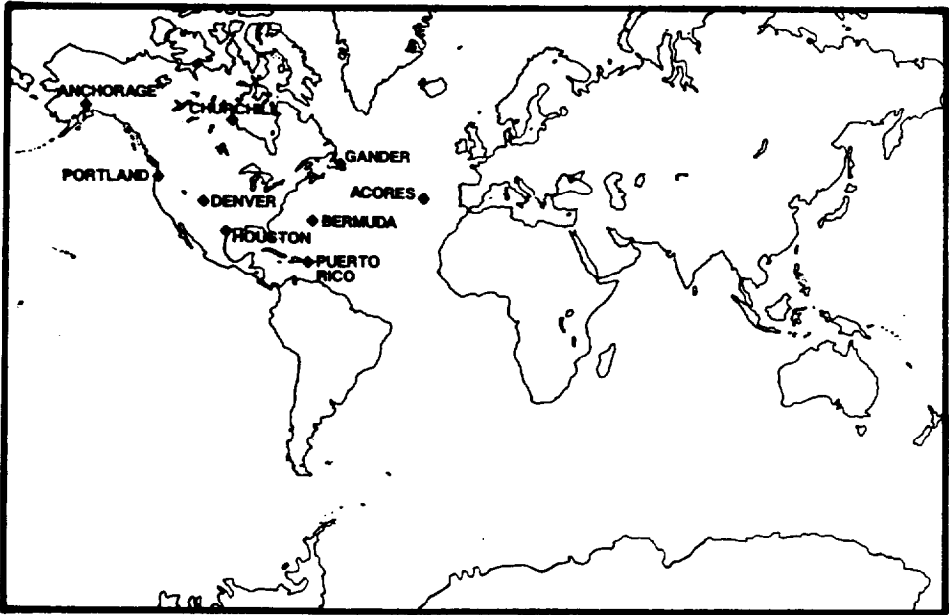 ANCHORAGE
CHURCHILL
GANDER
PORTLAND
ACORES
DENVER
BERMUDA
HOUSTON
PUERTO
RICO